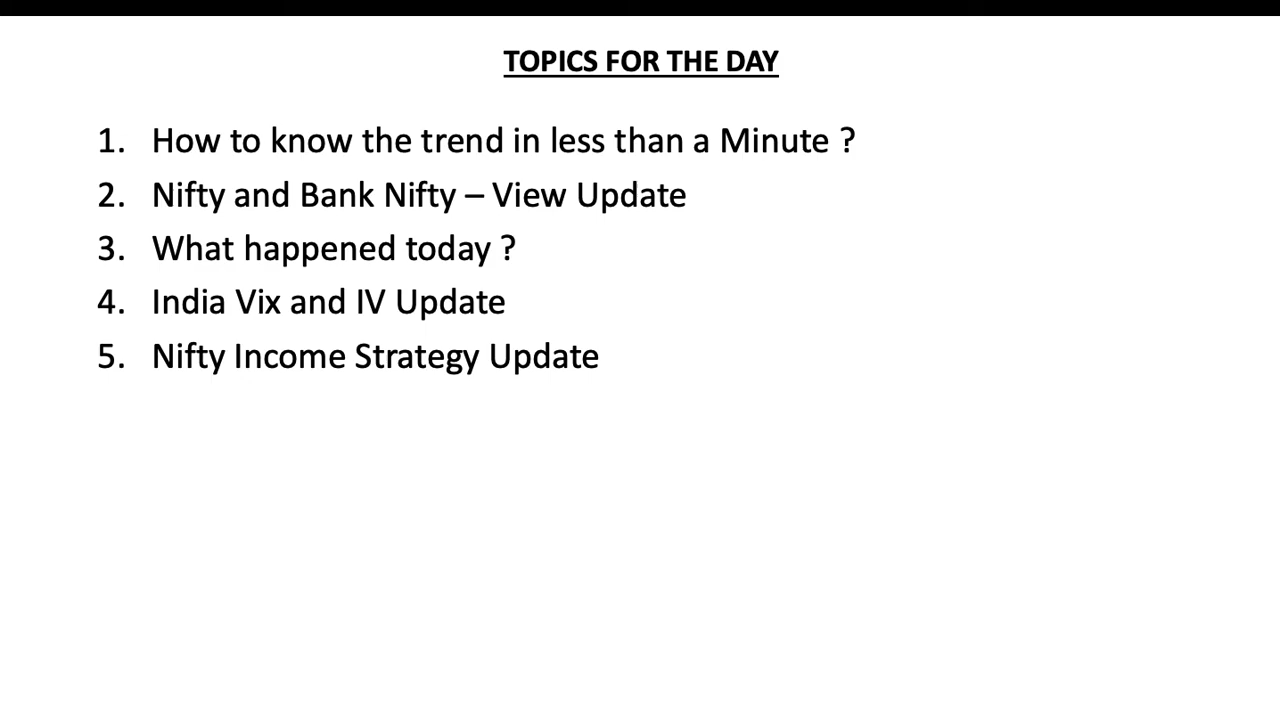 TOPICS FOR THE DAY
1. How to know the trend in less than a Minute ?
2. Nifty and Bank Nifty – View Update
3. What happened today ?
4. India Vix and IV Update
5. Nifty Income Strategy Update